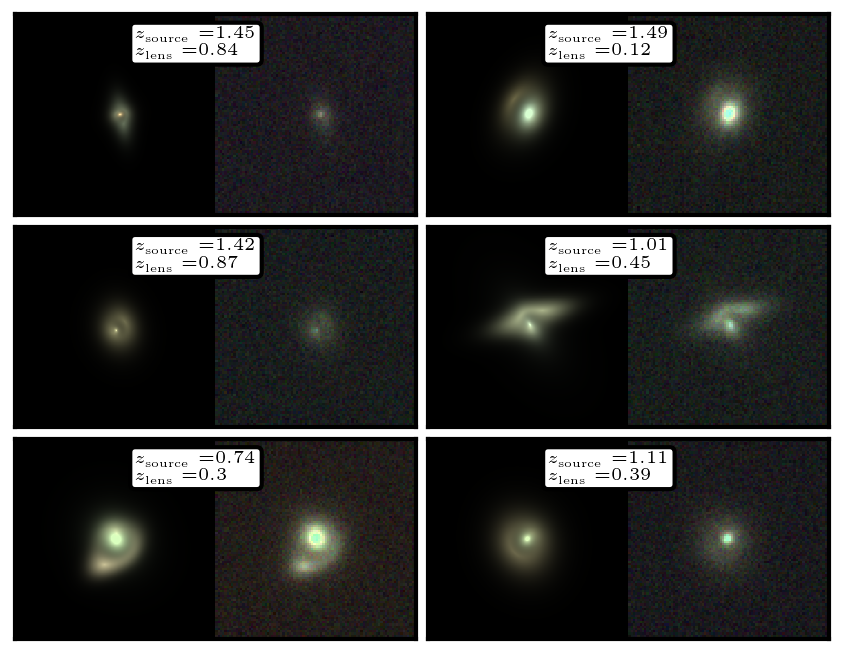 z_source =1.45
z_lens =0.84
z_source =1.49
z_lens =0.12
z_source =1.42
z_lens =0.87
z_source =1.01
z_lens =0.45
z_source =0.74
z_lens =0.3
z_source =1.11
z_lens =0.39